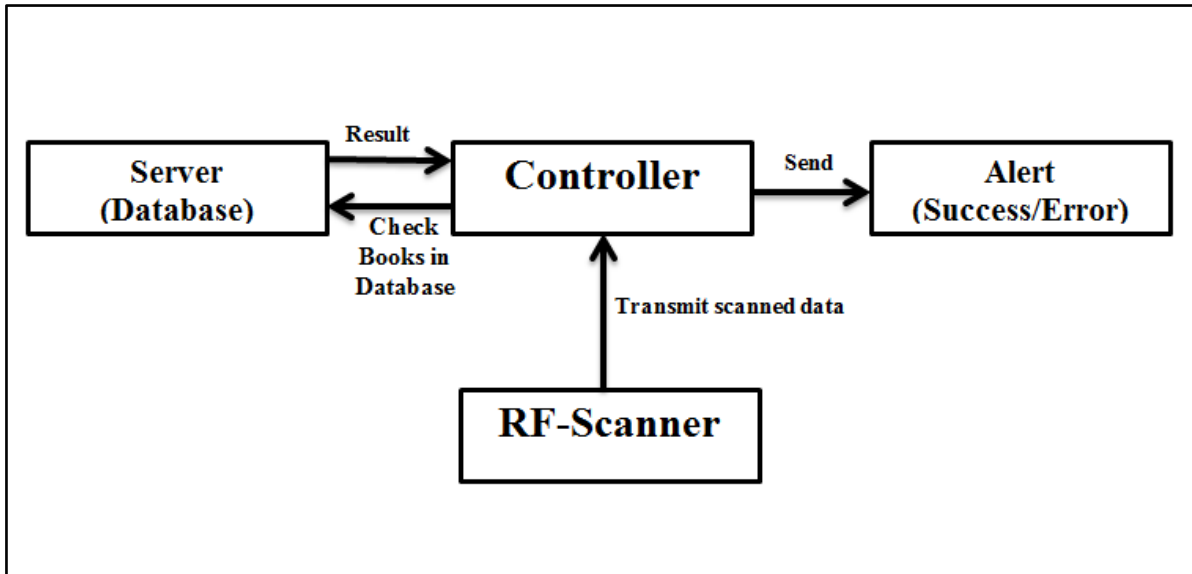 Result
Server
(Database)
Controller
Send
Alert
(Success/Error)
Check
Books in
Database
Transmit scanned data
RF-Scanner